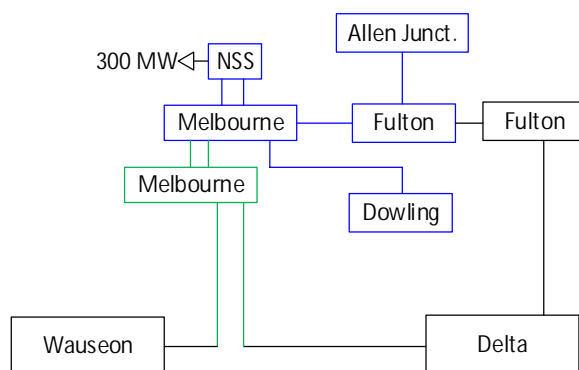 Allen Junct.
300 MW NSS
Melbourne Fulton Fulton
Melbourne
Dowling
Wauseon Delta